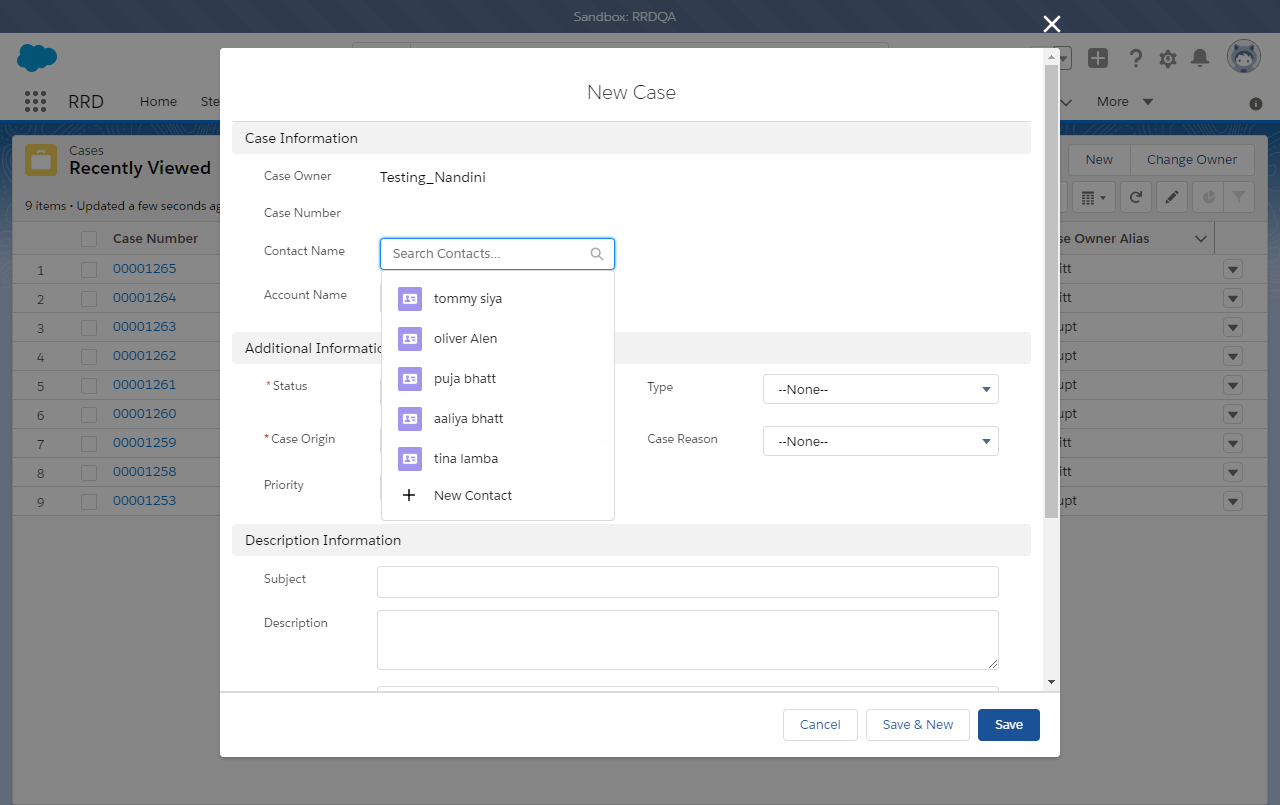 Sandbox: RRDQA
RRD Home Ste More
Cases
Recently Viewed
New Change Owner
9 items • Updated a few seconds ag
Case Number
se Owner Alias
1 00001265 itt
2 00001264 itt
3 00001263 upt
4 00001262 upt
5 00001261 upt
6 00001260 upt
7 00001259 itt
8 00001258 itt
9 00001253 upt
New Case
Case Information
Case Owner Testing_Nandini
Case Number
Contact Name Search Contacts...
tommy siya
oliver Alen
puja bhatt
aaliya bhatt
tina lamba
New Contact
Account Name
Additional Informatic
*Status
Type --None--
*Case Origin
Case Reason --None--
Priority
Description Information
Subject
Description
Cancel Save & New Save